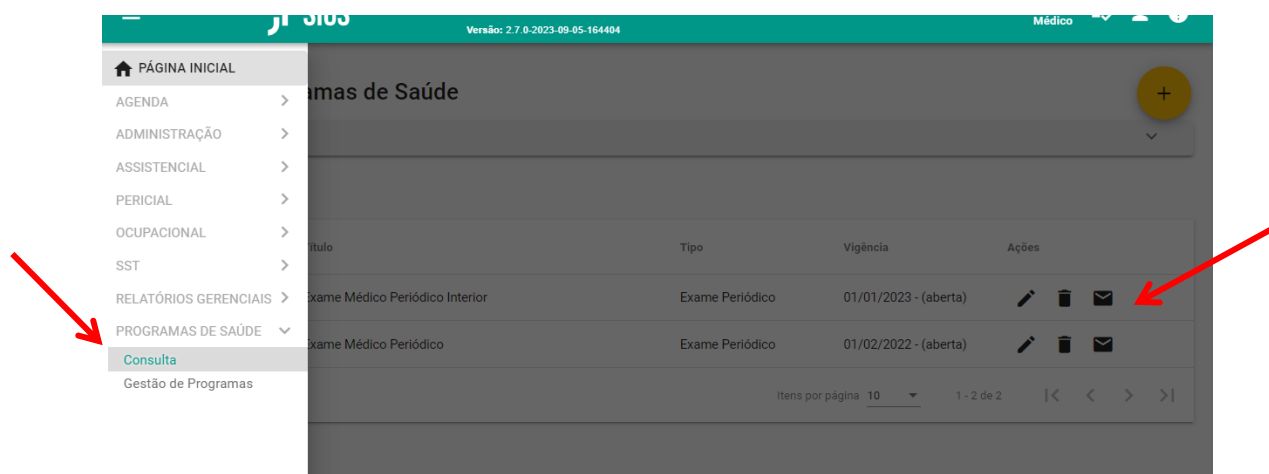 SIUS
Médico
Versão: 2.7.0-2023-09-05-164404
PÁGINA INICIAL
AGENDA
ADMINISTRAÇÃO
ASSISTENCIAL
PERICIAL
OCUPACIONAL
SST
RELATÓRIOS GERENCIAIS
PROGRAMAS DE SAÚDE
Consulta
Gestão de Programas
amas de Saúde
Título Tipo Vigência Ações
Exame Médico Periódico Interior Exame Periódico 01/01/2023 - (aberta)
Exame Médico Periódico Exame Periódico 01/02/2022 - (aberta)
Itens por página 10 1 - 2 de 2